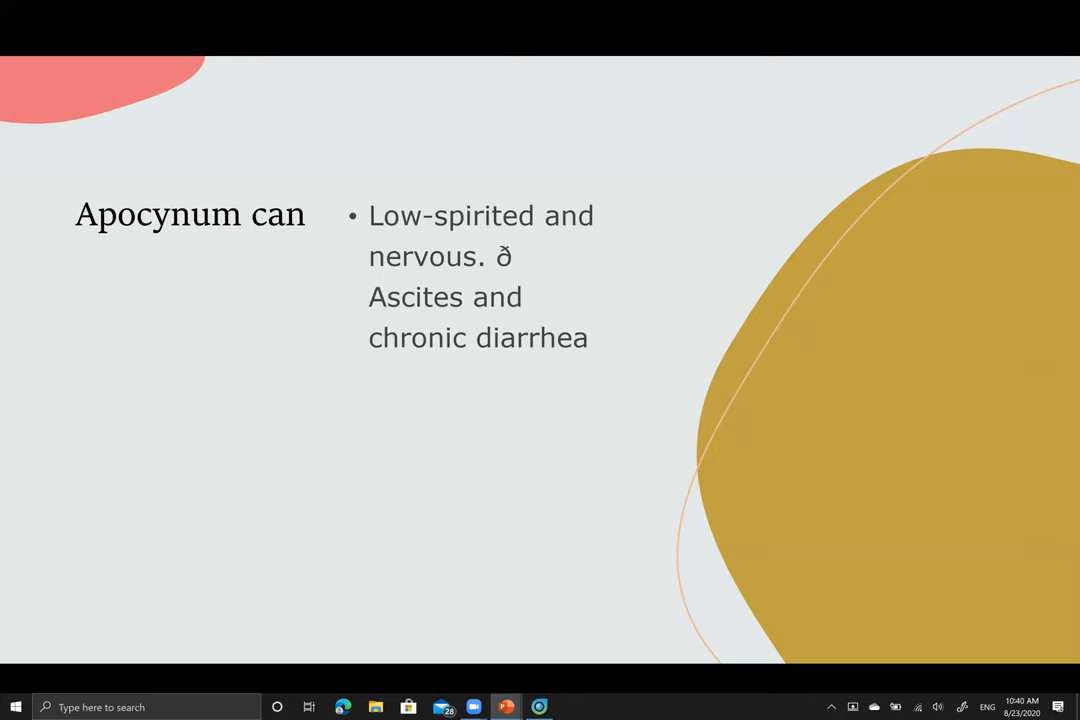 Apocynum can
• Low-spirited and
nervous. ð
Ascites and
chronic diarrhea
Type here to search
28
ENG
10:40 AM
8/23/2020